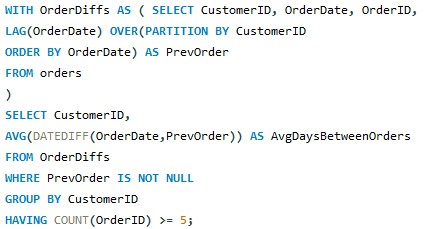 WITH OrderDiffs AS ( SELECT CustomerID, OrderDate, OrderID,
LAG(OrderDate) OVER(PARTITION BY CustomerID
ORDER BY OrderDate) AS PrevOrder
FROM orders
)
SELECT CustomerID,
AVG(DATEDIFF(OrderDate,PrevOrder)) AS AvgDaysBetweenOrders
FROM OrderDiffs
WHERE PrevOrder IS NOT NULL
GROUP BY CustomerID
HAVING COUNT(OrderID) >= 5;